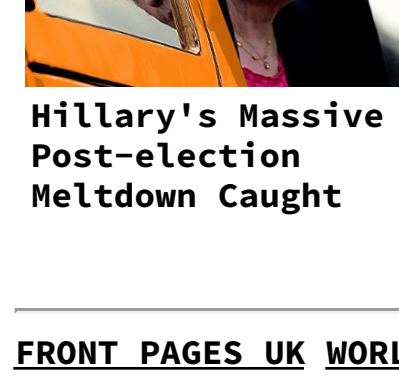 Hillary's Massive
Post-election
Meltdown Caught
FRONT PAGES UK